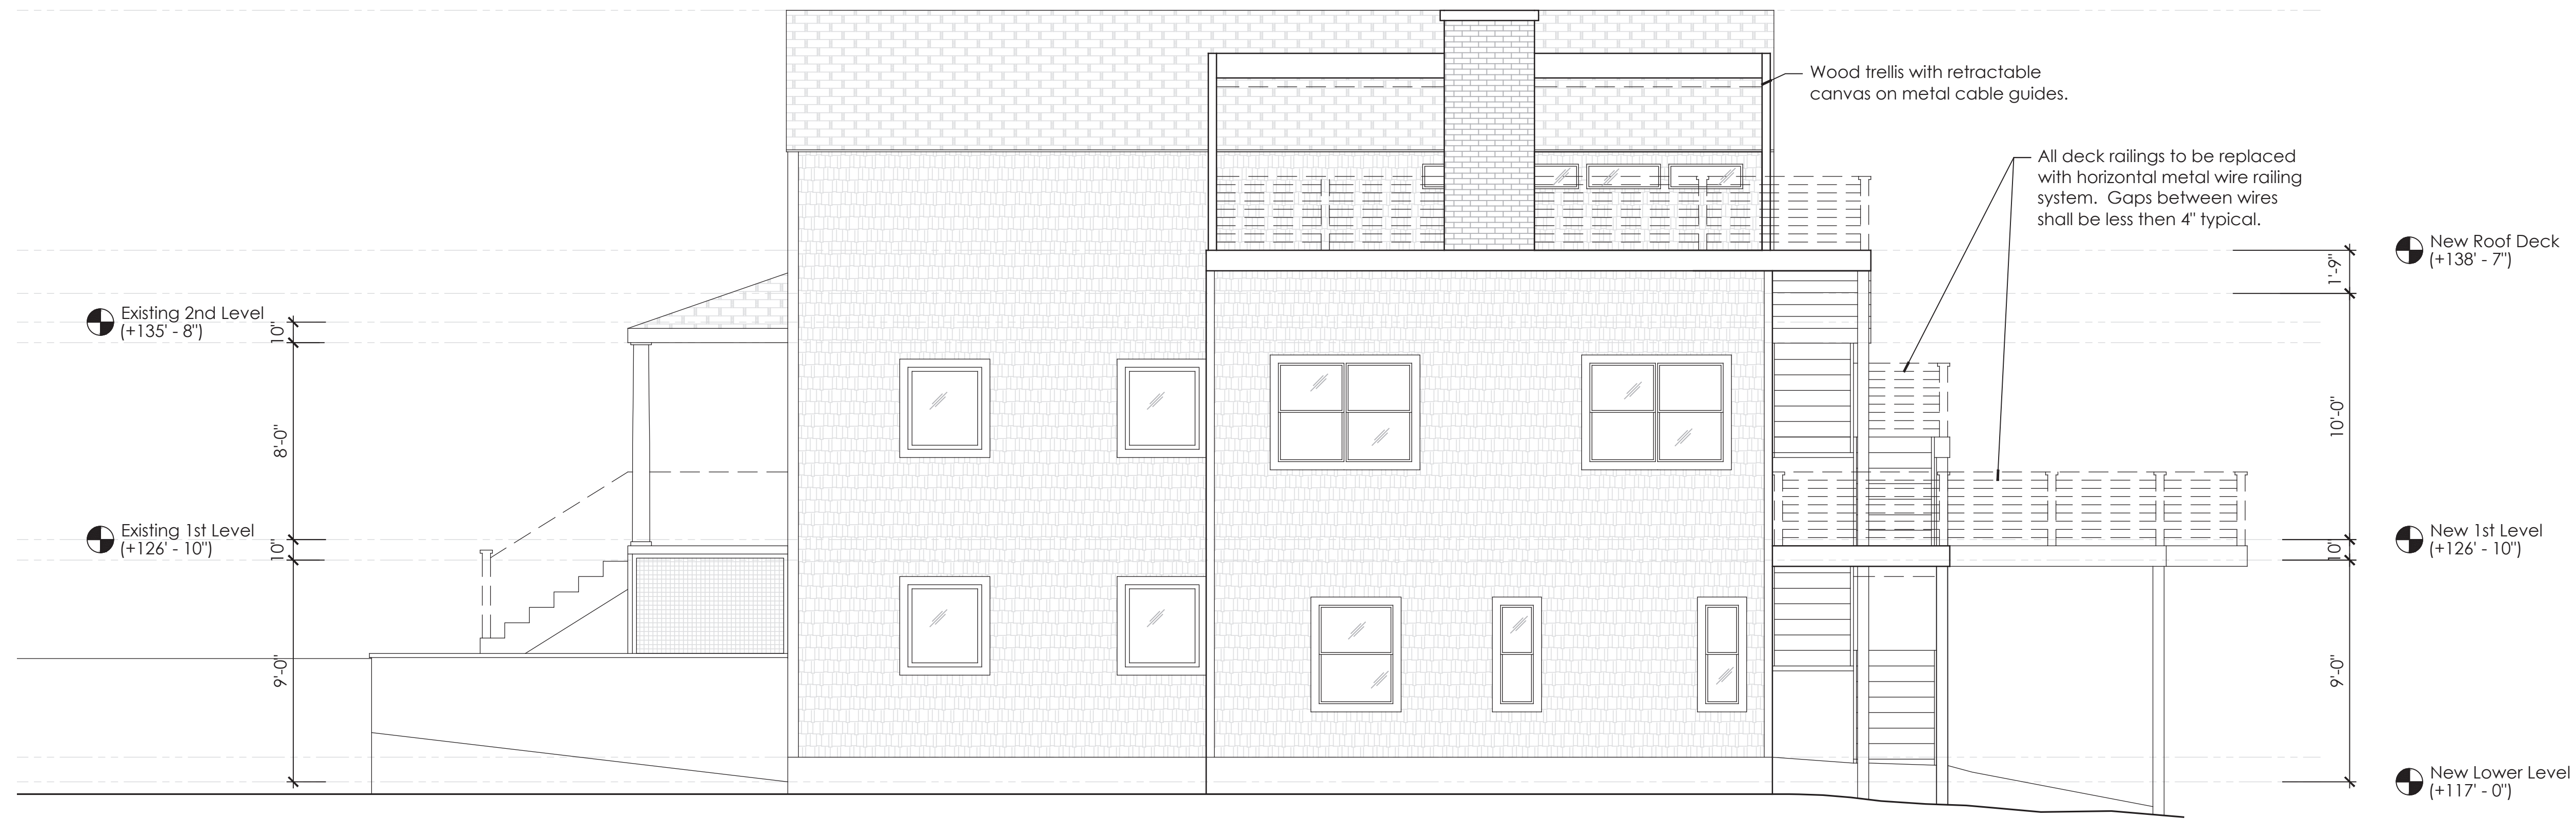 Wood trellis with retractable
canvas on metal cable guides.
All deck railings to be replaced
with horizontal metal wire railing
system. Gaps between wires
shall be less then 4" typical.
New Roof Deck
(+138' - 7")
1'-9"
Existing 2nd Level
(+135' - 8")
10"
8'-0"
10'-0"
Existing 1st Level
(+126' - 10")
10"
New 1st Level
(+126' - 10")
10"
9'-0"
9'-0"
New Lower Level
(+117' - 0")